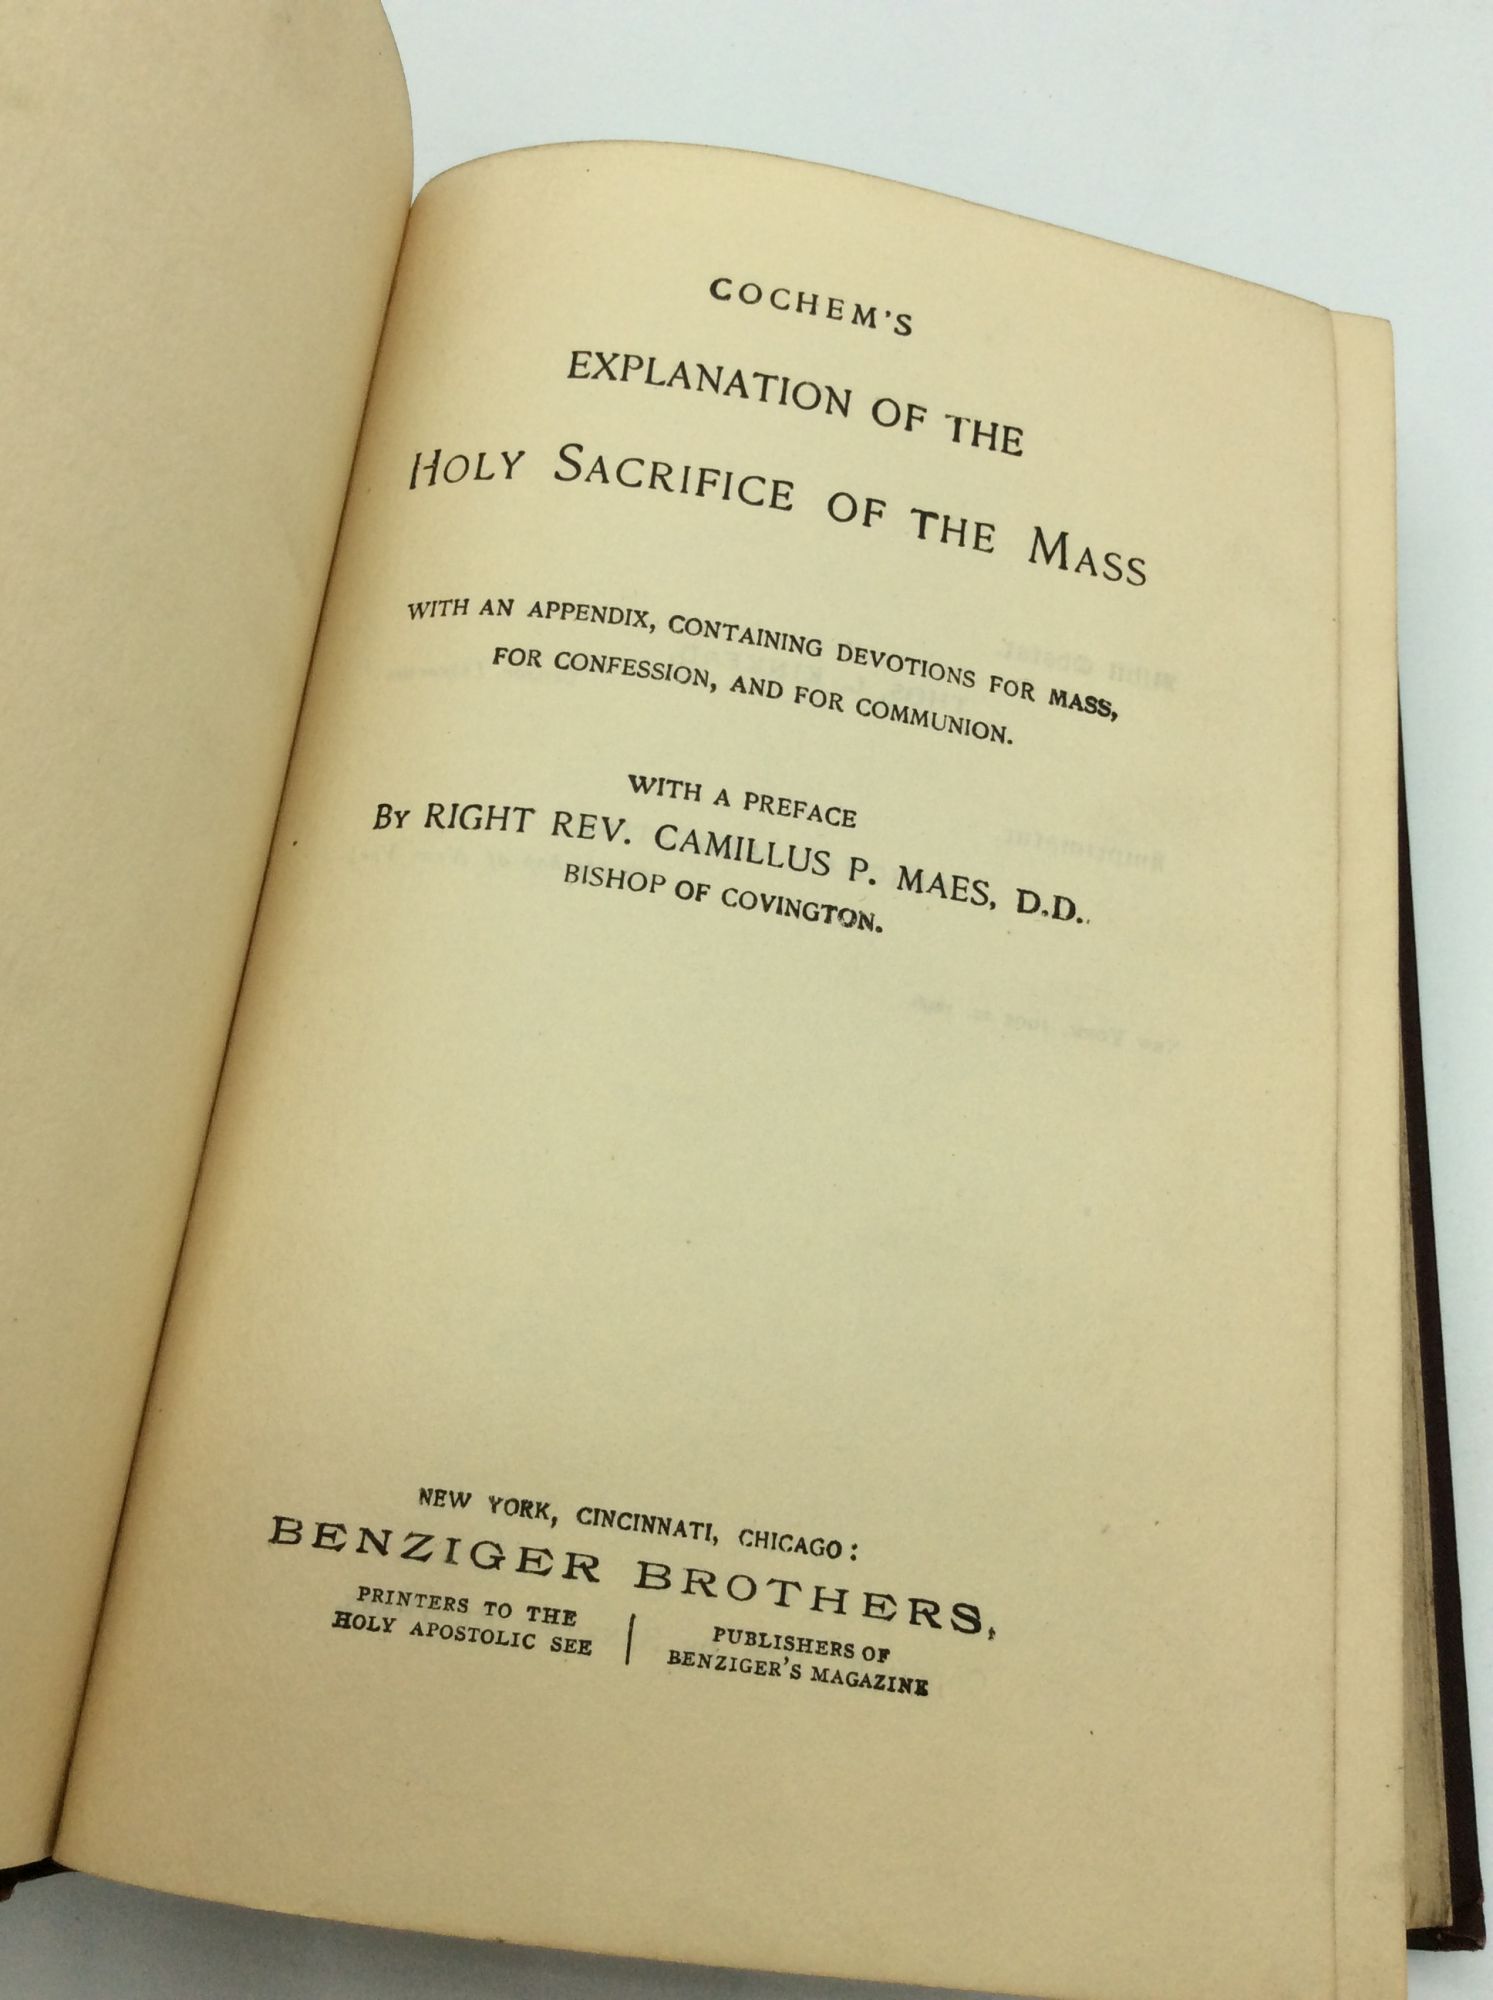 COCHEM'S
EXPLANATION OF THE
HOLY SACRIFICE OF THE MASS
WITH AN APPENDIX, CONTAINING DEVOTIONS FOR MASS,
FOR CONFESSION, AND FOR COMMUNION.
WITH A PREFACE
BY RIGHT REV. CAMILLUS P. MAES, D.D.
BISHOP OF COVINGTON.
NEW YORK, CINCINNATI, CHICAGO:
BENZIGER BROTHERS,
PRINTERS TO THE
HOLY APOSTOLIC SEE
PUBLISHERS OF
BENZIGER'S MAGAZINE